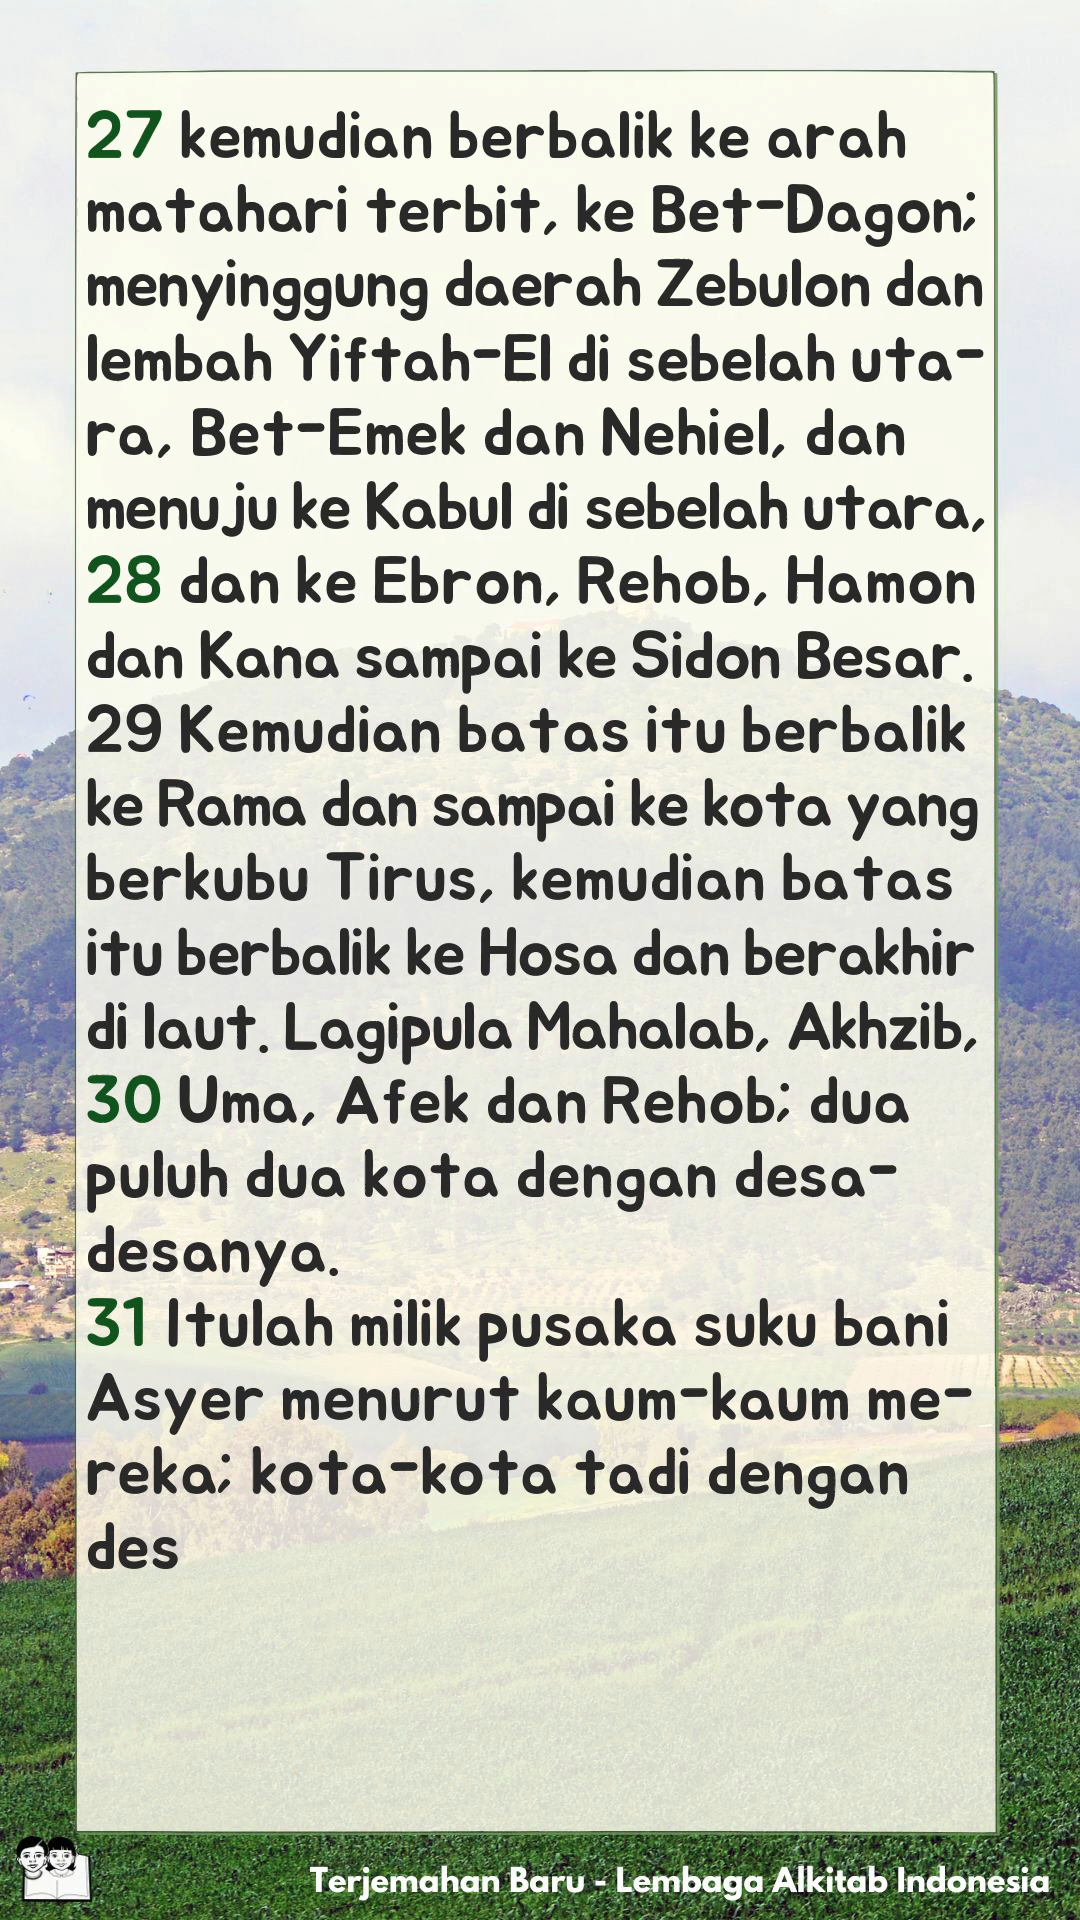 27 kemudian berbalik ke arah
matahari terbit, ke Bet-Dagon;
menyinggung daerah Zebulon dan
lembah Yiftah-El di sebelah uta-
ra, Bet-Emek dan Nehiel, dan
menuju ke Kabul di sebelah utara,
28 dan ke Ebron, Rehob, Hamon
dan Kana sampai ke Sidon Besar.
29 Kemudian batas itu berbalik
ke Rama dan sampai ke kota yang
berkubu Tirus, kemudian batas
itu berbalik ke Hosa dan berakhir
di laut. Lagipula Mahalab, Akhzib,
30 Uma, Afek dan Rehob; dua
puluh dua kota dengan desa-
desanya.
31 Itulah milik pusaka suku bani
Asyer menurut kaum-kaum me-
reka; kota-kota tadi dengan
des
Terjemahan Baru - Lembaga Alkitab Indonesia